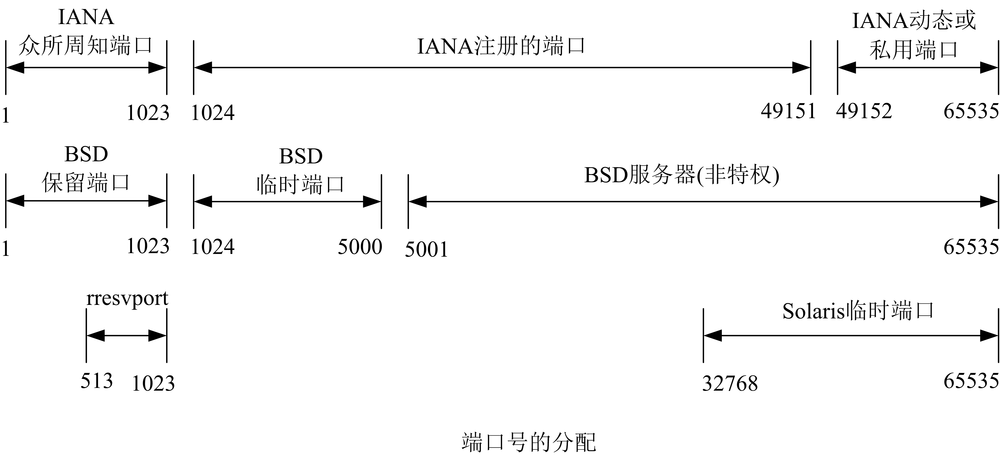 IANA
众所周知端口
IANA注册的端口
IANA动态或
私用端口
1
1023
1024
49151
49152
65535
BSD
保留端口
BSD
临时端口
BSD服务器(非特权)
1
1023
1024
5000
5001
65535
rresvport
Solaris临时端口
513
1023
32768
65535
端口号的分配